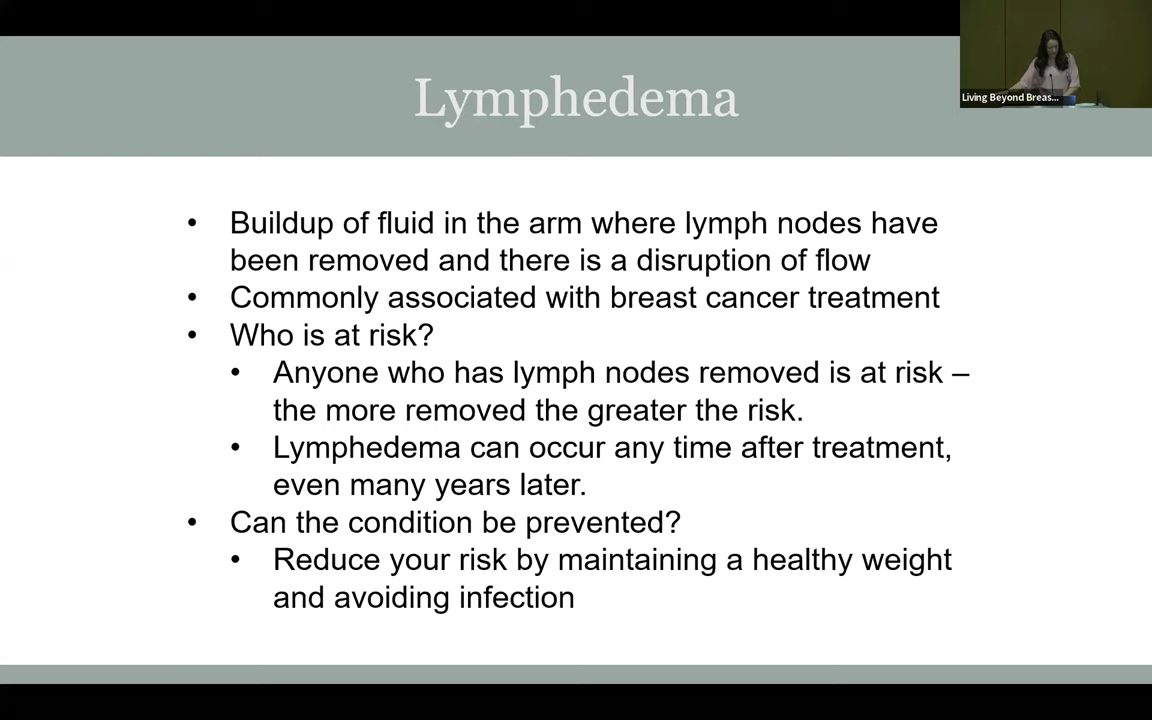 Lymphedema
Living Beyond Breas...
• Buildup of fluid in the arm where lymph nodes have
been removed and there is a disruption of flow
• Commonly associated with breast cancer treatment
• Who is at risk?
• Anyone who has lymph nodes removed is at risk –
the more removed the greater the risk.
• Lymphedema can occur any time after treatment,
even many years later.
• Can the condition be prevented?
• Reduce your risk by maintaining a healthy weight
and avoiding infection